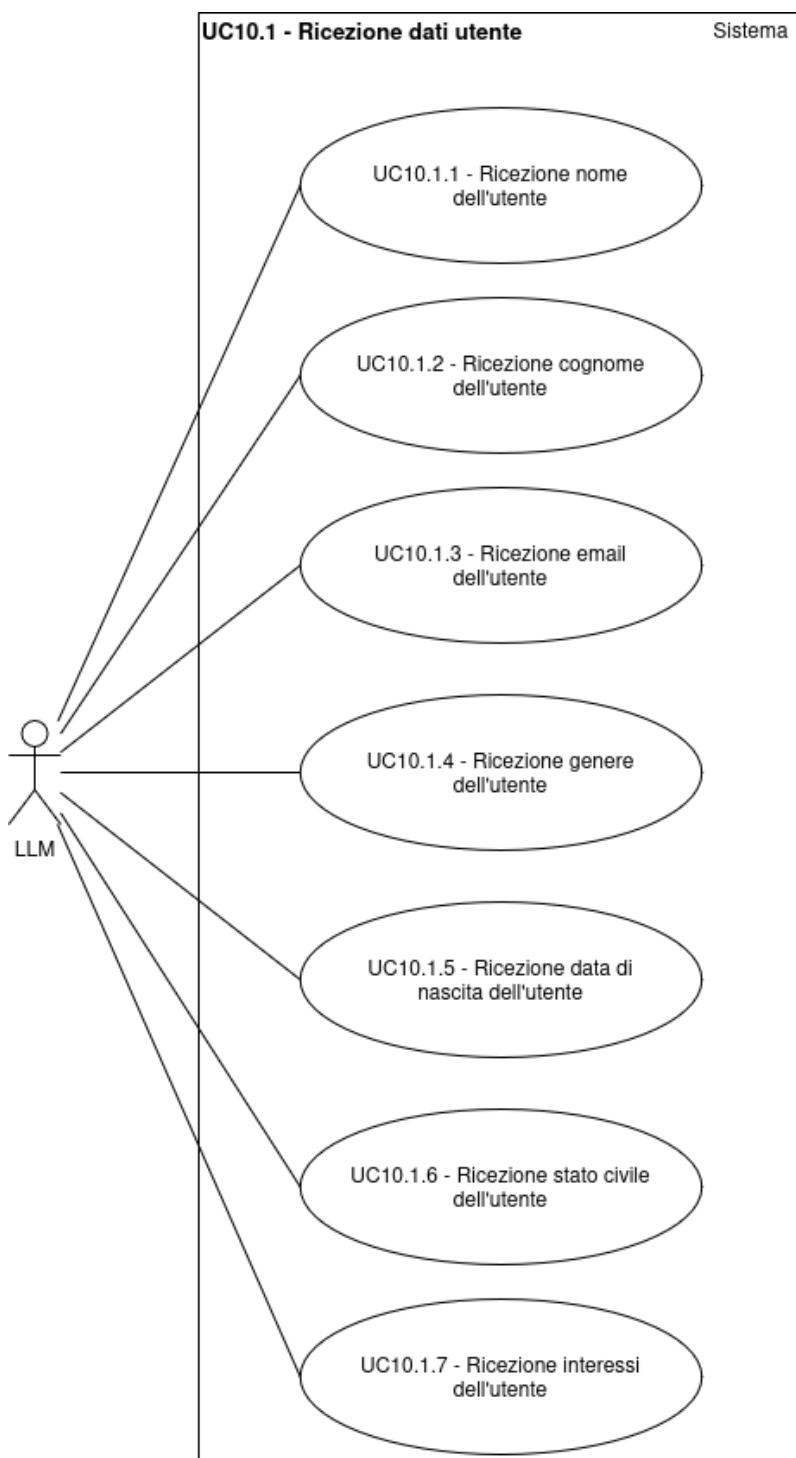 UC10.1 - Ricezione dati utente
Sistema
UC10.1.1 - Ricezione nome
dell'utente
UC10.1.2 - Ricezione cognome
dell'utente
UC10.1.3 - Ricezione email
dell'utente
UC10.1.4 - Ricezione genere
dell'utente
LLM
UC10.1.5 - Ricezione data di
nascita dell'utente
UC10.1.6 - Ricezione stato civile
dell'utente
UC10.1.7 - Ricezione interessi
dell'utente